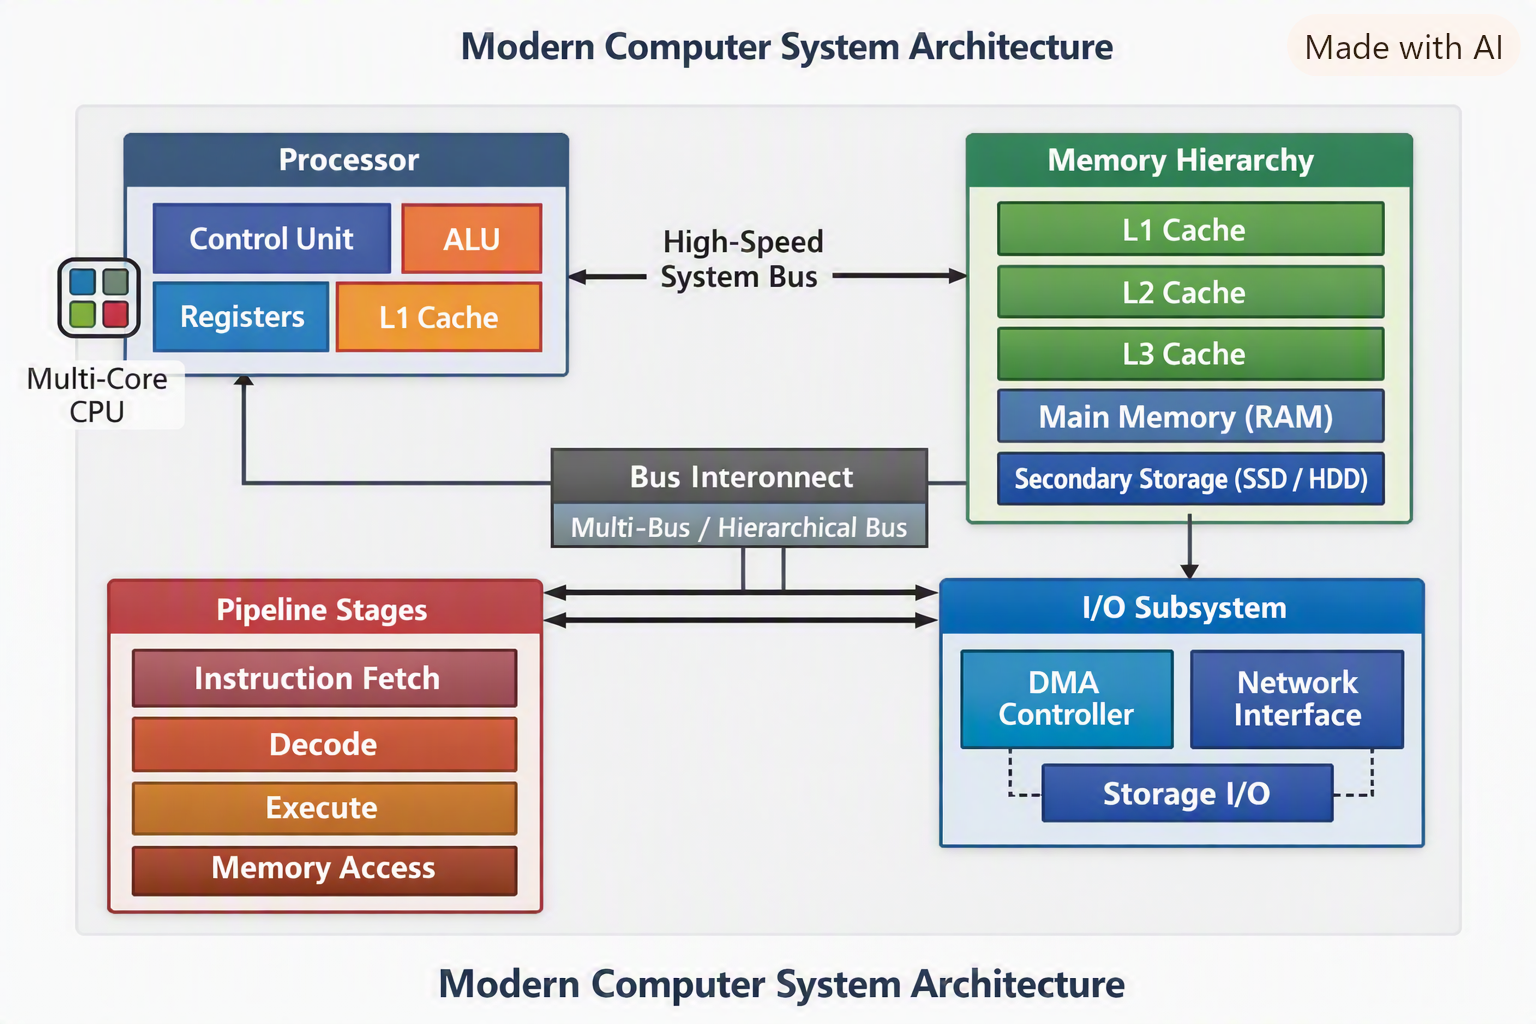 Modern Computer System Architecture
Made with AI
Processor
Control Unit
ALU
Registers
L1 Cache
Multi-Core
CPU
High-Speed
System Bus
Memory Hierarchy
L1 Cache
L2 Cache
L3 Cache
Main Memory (RAM)
Secondary Storage (SSD / HDD)
Bus Interonnect
Multi-Bus / Hierarchical Bus
Pipeline Stages
Instruction Fetch
Decode
Execute
Memory Access
I/O Subsystem
DMA
Controller
Network
Interface
Storage I/O
Modern Computer System Architecture